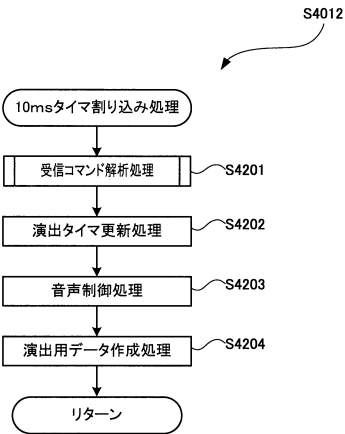 S4012
10msタイマ割り込み処理
受信コマンド解析処理
S4201
演出タイマ更新処理
S4202
音声制御処理
S4203
演出用データ作成処理
S4204
リターン